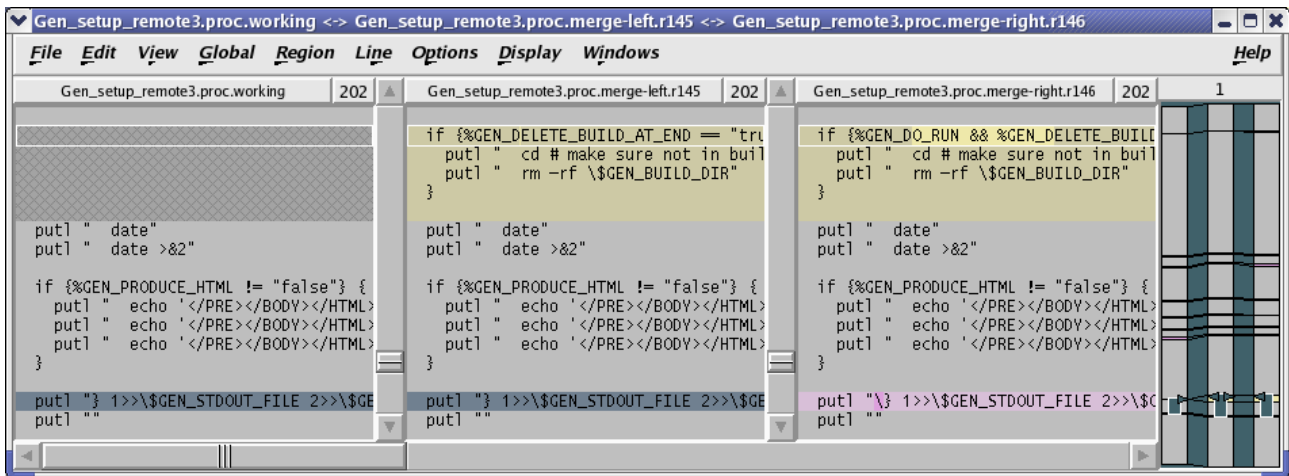 Gen_setup_remote3.proc.working <-> Gen_setup_remote3.proc.merge-left.r145 <-> Gen_setup_remote3.proc.merge-right.r146
File Edit View Global Region Line Options Display Windows Help
Gen_setup_remote3.proc.working 202 Gen_setup_remote3.proc.merge-left.r145 202 Gen_setup_remote3.proc.merge-right.r146 202 1
putl "  date"
putl "  date >&2"
if {%GEN_PRODUCE_HTML != "false"} {
putl "  echo '</PRE></BODY></HTML>
putl "  echo '</PRE></BODY></HTML>
putl "  echo '</PRE></BODY></HTML>
}
putl "} 1>>\$GEN_STDOUT_FILE 2>>\$GE
putl ""
if {%GEN_DELETE_BUILD_AT_END == "tru
putl "  cd # make sure not in buil
putl "  rm -rf \$GEN_BUILD_DIR"
}
putl "  date"
putl "  date >&2"
if {%GEN_PRODUCE_HTML != "false"} {
putl "  echo '</PRE></BODY></HTML>
putl "  echo '</PRE></BODY></HTML>
putl "  echo '</PRE></BODY></HTML>
}
putl "} 1>>\$GEN_STDOUT_FILE 2>>\$GE
putl ""
if {%GEN_DO_RUN && %GEN_DELETE_BUILD
putl "  cd # make sure not in buil
putl "  rm -rf \$GEN_BUILD_DIR"
}
putl "  date"
putl "  date >&2"
if {%GEN_PRODUCE_HTML != "false"} {
putl "  echo '</PRE></BODY></HTML>
putl "  echo '</PRE></BODY></HTML>
putl "  echo '</PRE></BODY></HTML>
}
putl "\} 1>>\$GEN_STDOUT_FILE 2>>\$G
putl ""